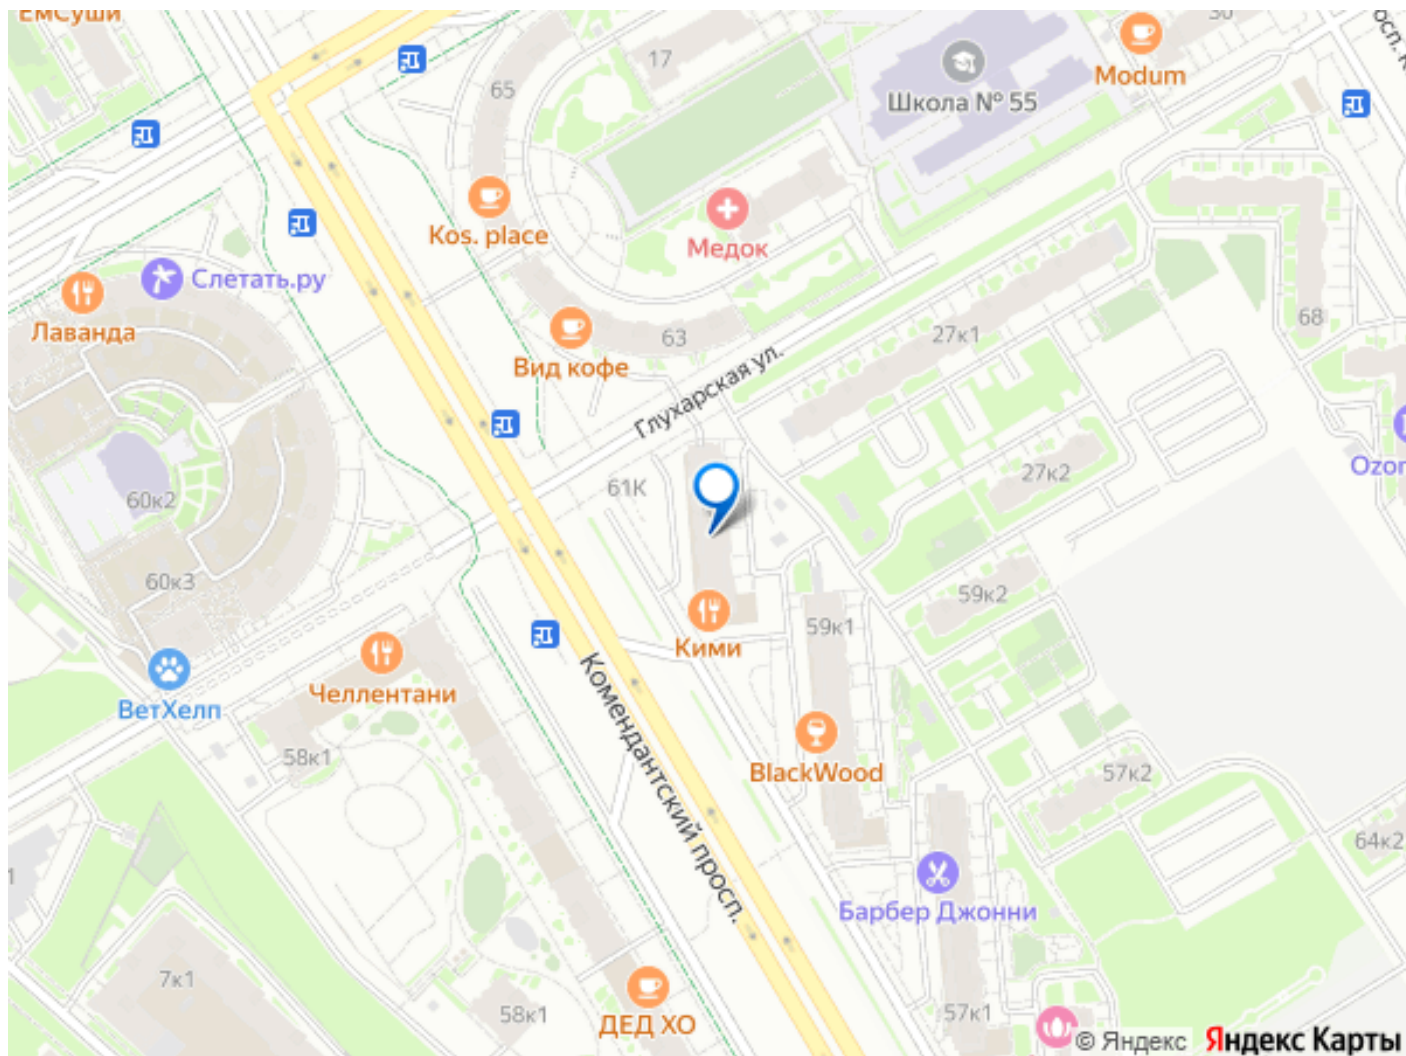 ЕмСуши
30
17
65
Modum
Школа № 55
Kos. place
Медок
Слетать.ру
Лаванда
68
27к1
63
Вид кофе
Глухарская ул.
27к2
61К
60к2
60к3
59к2
59к1
Кими
Челлентани
ВетХелп
58к1
BlackWood
57к2
Комендантский просп.
64к2
Барбер Джонни
7к1
58к1
ДЕД ХО
57к1
© Яндекс Яндекс Карты